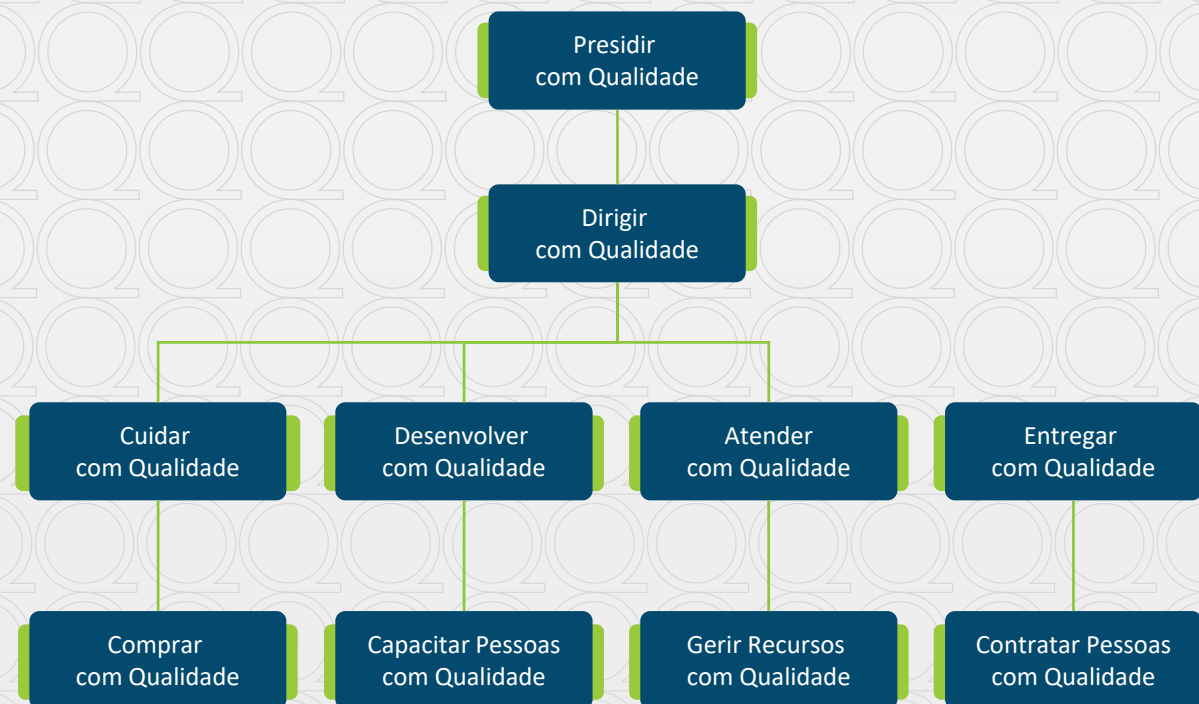 Presidir
com Qualidade
Dirigir
com Qualidade
Cuidar
com Qualidade
Desenvolver
com Qualidade
Atender
com Qualidade
Entregar
com Qualidade
Comprar
com Qualidade
Capacitar Pessoas
com Qualidade
Gerir Recursos
com Qualidade
Contratar Pessoas
com Qualidade